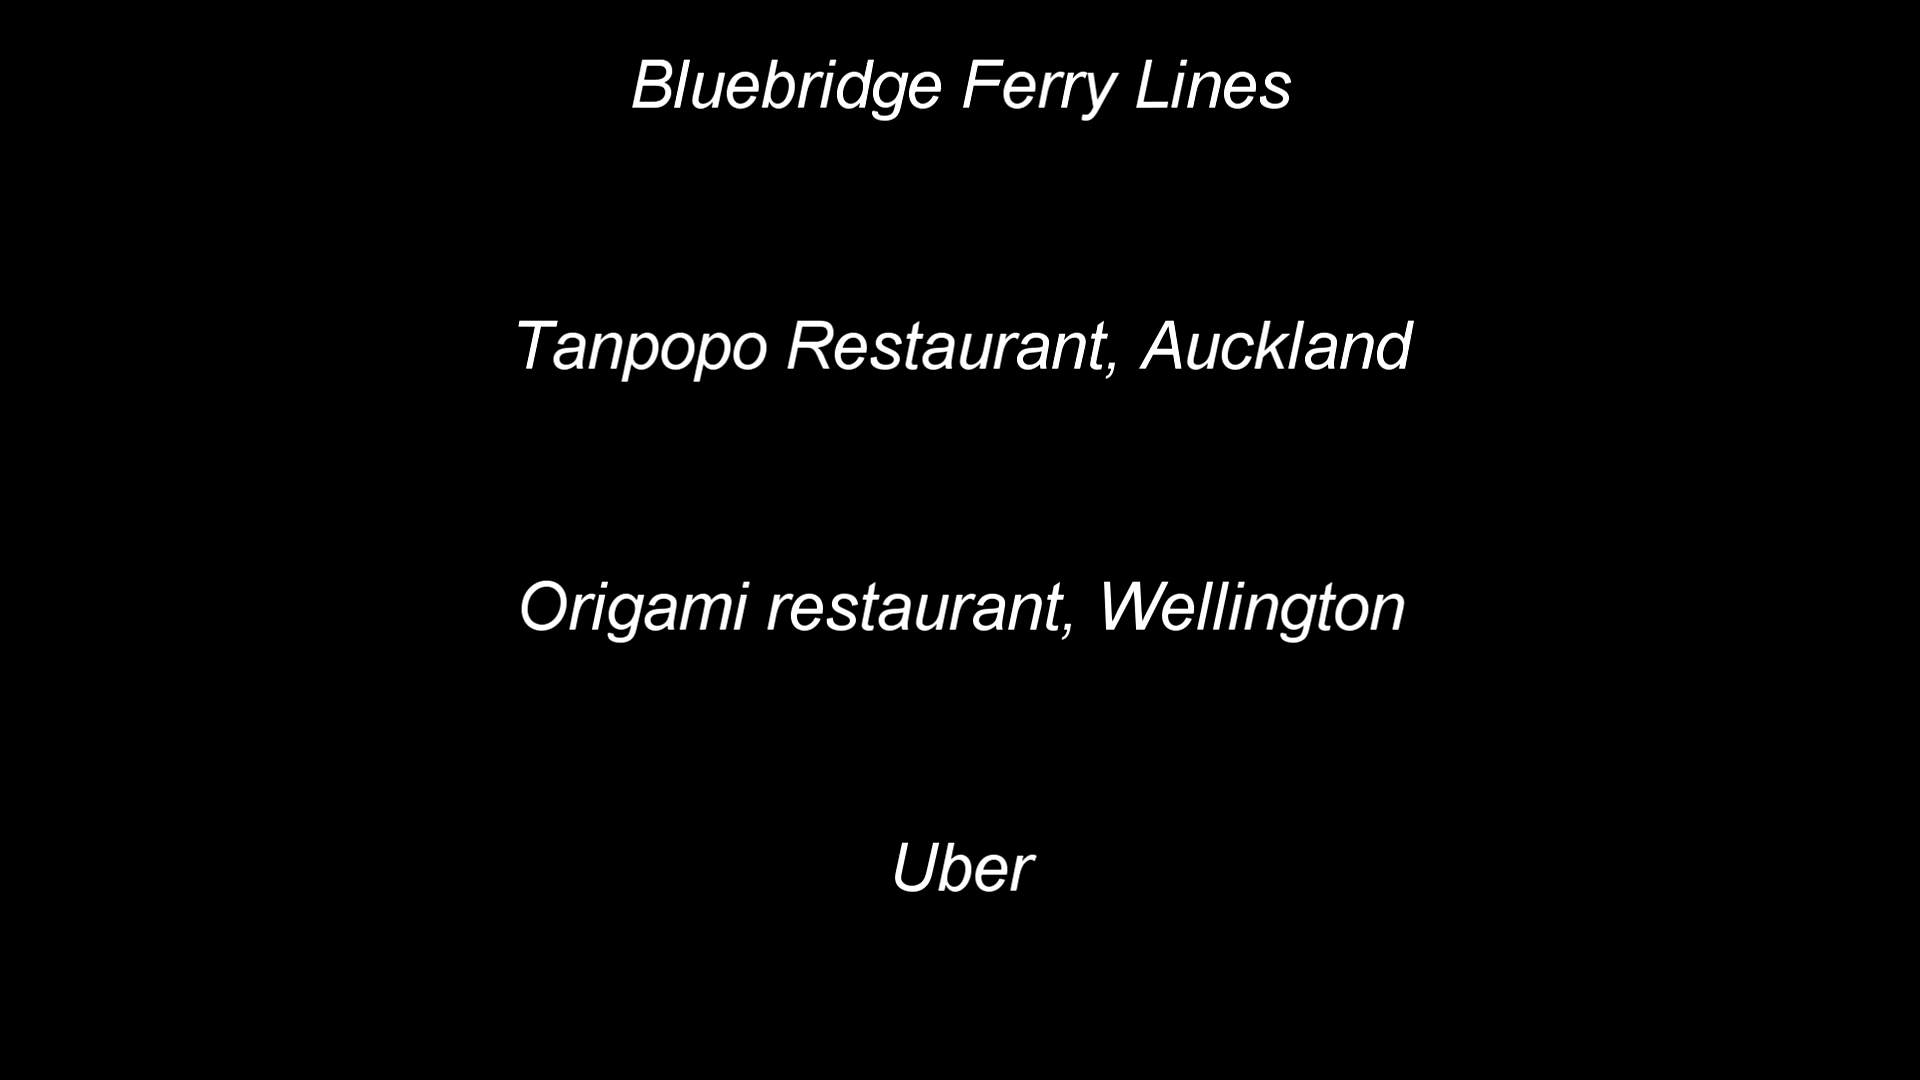 Bluebridge Ferry Lines
Tanpopo Restaurant, Auckland
Origami restaurant, Wellington
Uber